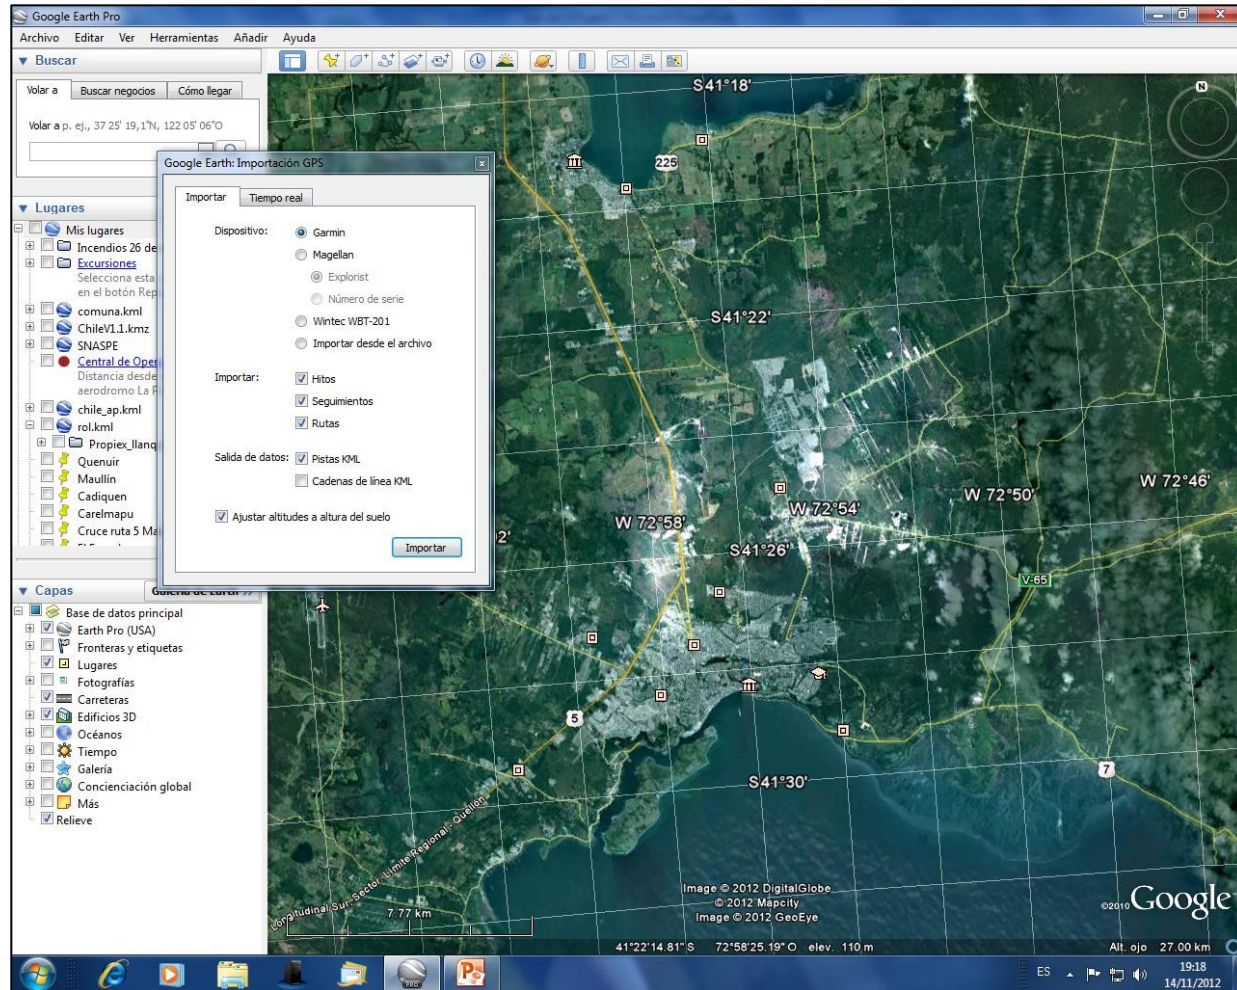 Google Earth Pro
Archivo Editar Ver Herramientas Añadir Ayuda
Buscar
Volar a Buscar negocios Cómo llegar
Volar a p. ej., 37 25' 19,1"N, 122 05' 06"O
Lugares
Mis lugares
Incendios 26 de
Excursiones
Selecciona esta
en el botón Rep
comuna.kml
ChileV1.1.kmz
SNASPE
Central de Oper
Distancia desde
aerodromo La P
chile_ap.kml
rol.kml
Propiex_llanq
Quenuir
Maullín
Cadiquen
Carelmapu
Cruce ruta 5 Ma
Capas
Galería de Earth >>
Base de datos principal
Earth Pro (USA)
Fronteras y etiquetas
Lugares
Fotografías
Carreteras
Edificios 3D
Océanos
Tiempo
Galería
Concienciación global
Más
Relieve
Google Earth: Importación GPS
Importar Tiempo real
Dispositivo: Garmin
Magellan
Explorist
Número de serie
Wintec WBT-201
Importar desde el archivo
Importar: Hitos
Seguimientos
Rutas
Salida de datos: Pistas KML
Cadenas de línea KML
Ajustar altitudes a altura del suelo
Importar
N
S41°18'
225
S41°22'
W 72°46'
W 72°50'
W 72°54'
W 72°58'
02'
S41°26'
V-65
5
7
S41°30'
Longitudinal Sur, Sector: Límite Regional - Quellón
7.77 km
Image © 2012 DigitalGlobe
© 2012 Mapcity
Image © 2012 GeoEye
©2010 Google
41°22'14.81" S 72°58'25.19" O elev. 110 m
Alt. ojo 27.00 km
PRO
ES
19:18
14/11/2012